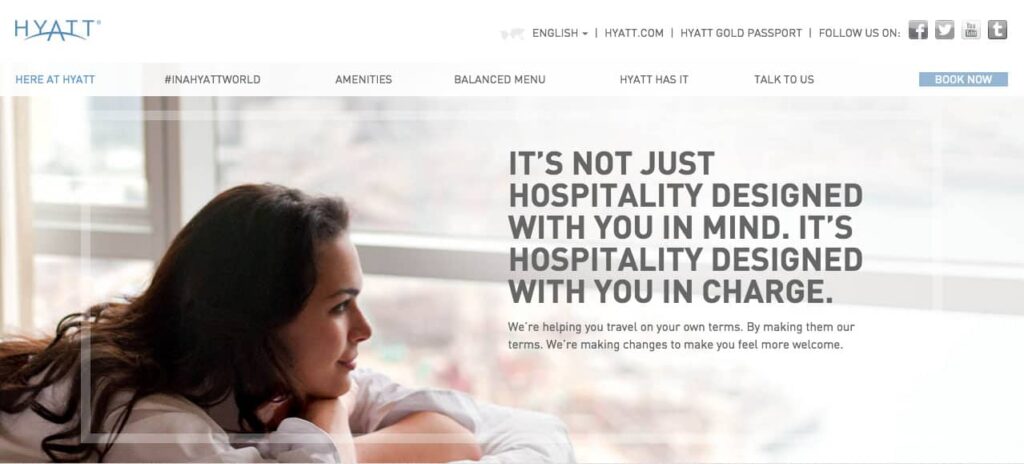 HYATT®
ENGLISH | HYATT.COM | HYATT GOLD PASSPORT | FOLLOW US ON: f You Tube t
HERE AT HYATT #INAHYATTWORLD AMENITIES BALANCED MENU HYATT HAS IT TALK TO US BOOK NOW
IT'S NOT JUST
HOSPITALITY DESIGNED
WITH YOU IN MIND. IT'S
HOSPITALITY DESIGNED
WITH YOU IN CHARGE.
We're helping you travel on your own terms. By making them our
terms. We're making changes to make you feel more welcome.